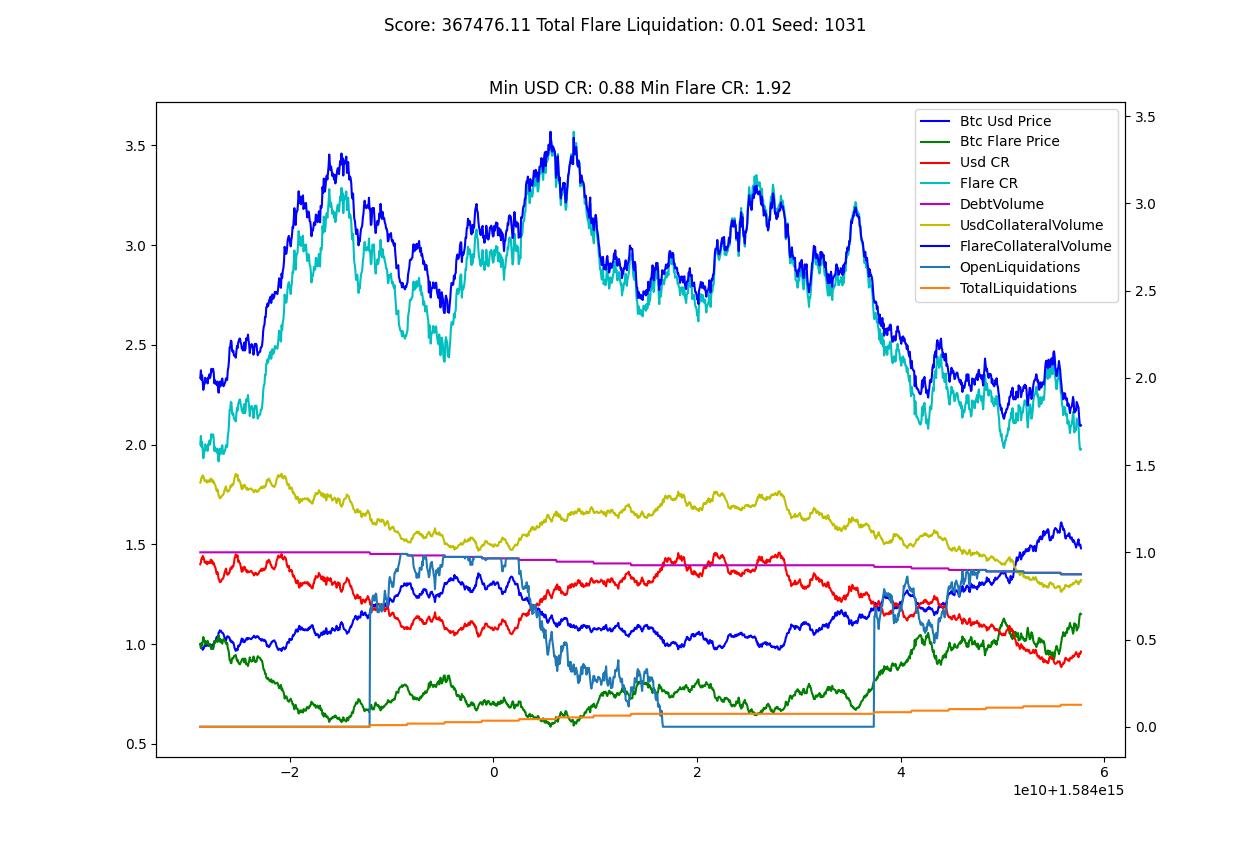 Score: 367476.11 Total Flare Liquidation: 0.01 Seed: 1031
Min USD CR: 0.88 Min Flare CR: 1.92
Btc Usd Price
Btc Flare Price
Usd CR
Flare CR
DebtVolume
UsdCollateralVolume
FlareCollateralVolume
OpenLiquidations
TotalLiquidations
3.5
3.0
2.5
2.0
1.5
1.0
0.5
3.5
3.0
2.5
2.0
1.5
1.0
0.5
0.0
−2 0 2 4 6
1e10+1.584e15